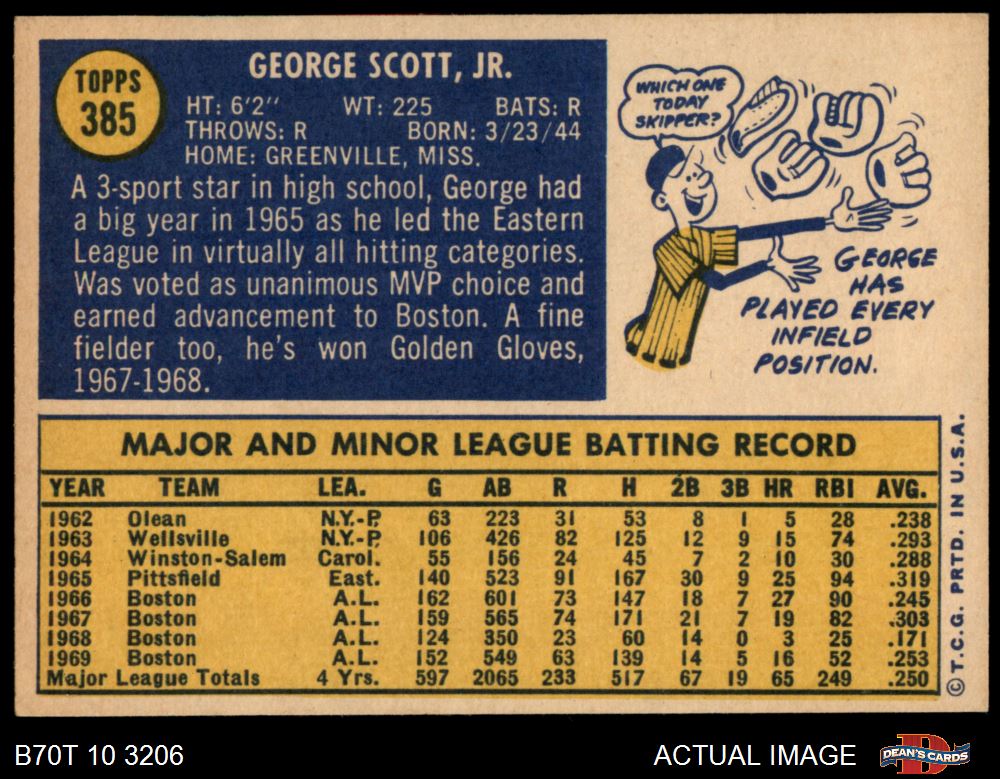 TOPPS
385
GEORGE SCOTT, JR.
HT: 6'2" WT: 225 BATS: R
THROWS: R BORN: 3/23/44
HOME: GREENVILLE, MISS.
A 3-sport star in high school, George had
a big year in 1965 as he led the Eastern
League in virtually all hitting categories.
Was voted as unanimous MVP choice and
earned advancement to Boston. A fine
fielder too, he's won Golden Gloves,
1967-1968.
WHICH ONE
TODAY
SKIPPER?
GEORGE
HAS
PLAYED EVERY
INFIELD
POSITION.
MAJOR AND MINOR LEAGUE BATTING RECORD
YEAR TEAM LEA. G AB R H 2B 3B HR RBI AVG.
1962 Olean N.Y.-P. 63 223 31 53 8 1 5 28 .238
1963 Wellsville N.Y.-P. 106 426 82 125 12 9 15 74 .293
1964 Winston-Salem Carol. 55 156 24 45 7 2 10 30 .288
1965 Pittsfield East. 140 523 91 167 30 9 25 94 .319
1966 Boston A.L. 162 601 73 147 18 7 27 90 .245
1967 Boston A.L. 159 565 74 171 21 7 19 82 .303
1968 Boston A.L. 124 350 23 60 14 0 3 25 .171
1969 Boston A.L. 152 549 63 139 14 5 16 52 .253
Major League Totals 4 Yrs. 597 2065 233 517 67 19 65 249 .250
© T.C.G. PRTD. IN U.S.A.
B70T 10 3206
ACTUAL IMAGE
DEAN'S CARDS